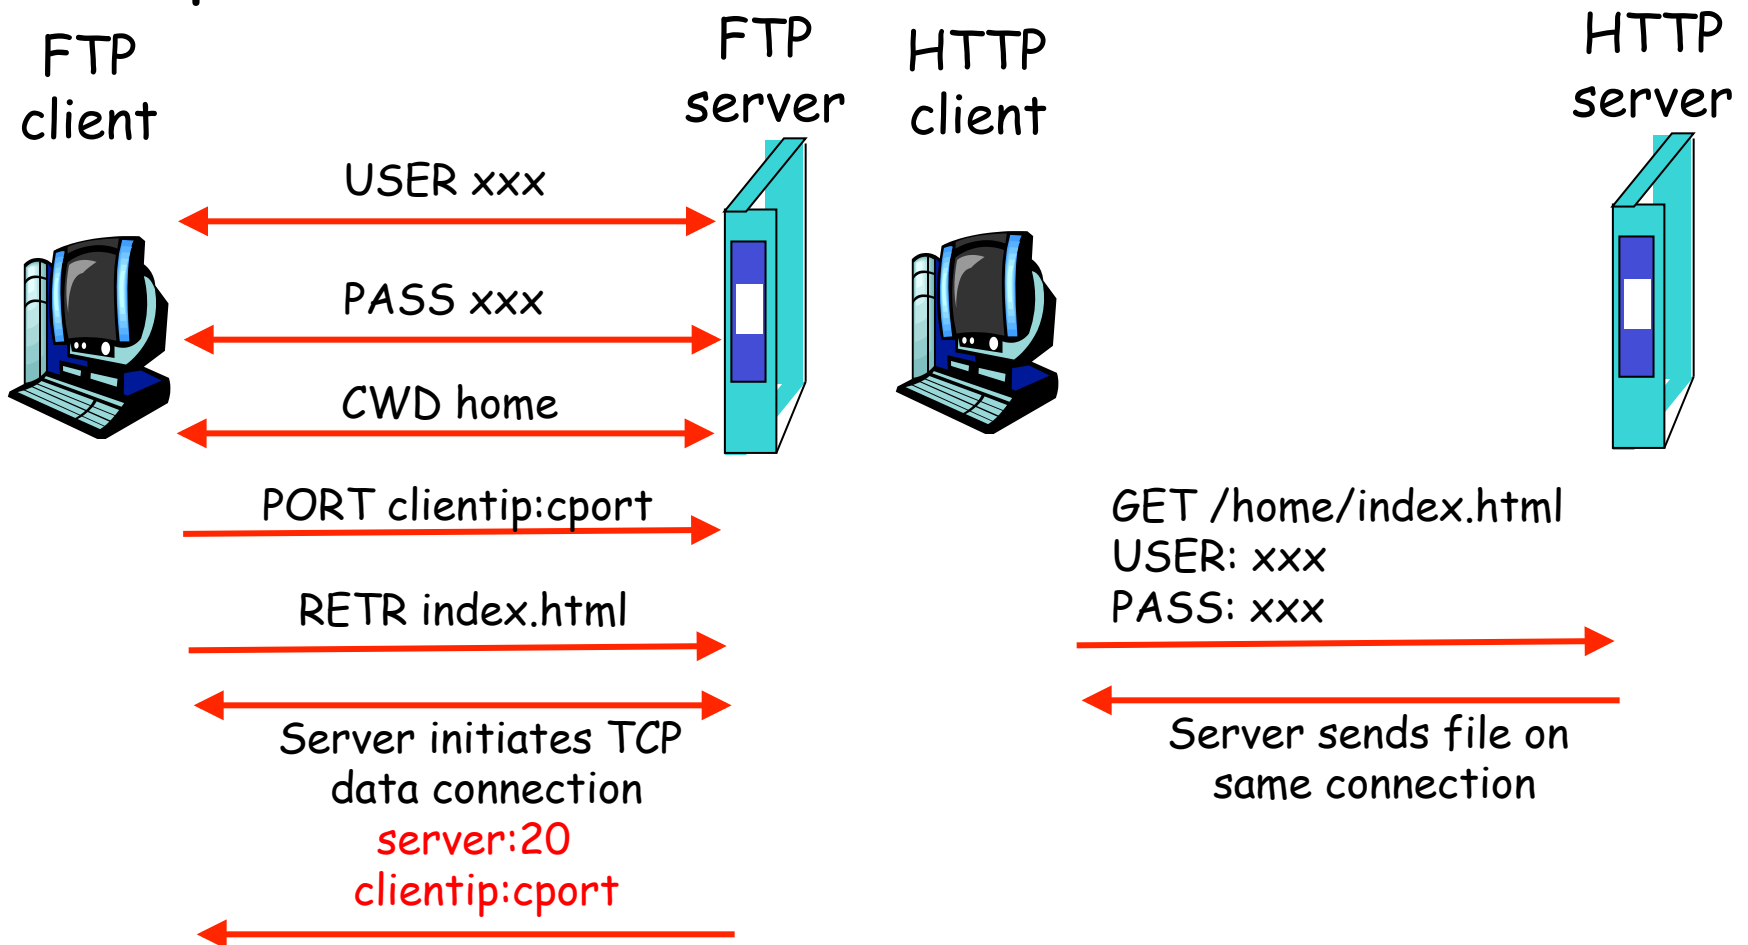 FTP
client
FTP
server
USER xxx
PASS xxx
CWD home
PORT clientip:cport
RETR index.html
Server initiates TCP
data connection
server:20
clientip:cport
HTTP
client
HTTP
server
GET /home/index.html
USER: xxx
PASS: xxx
Server sends file on
same connection